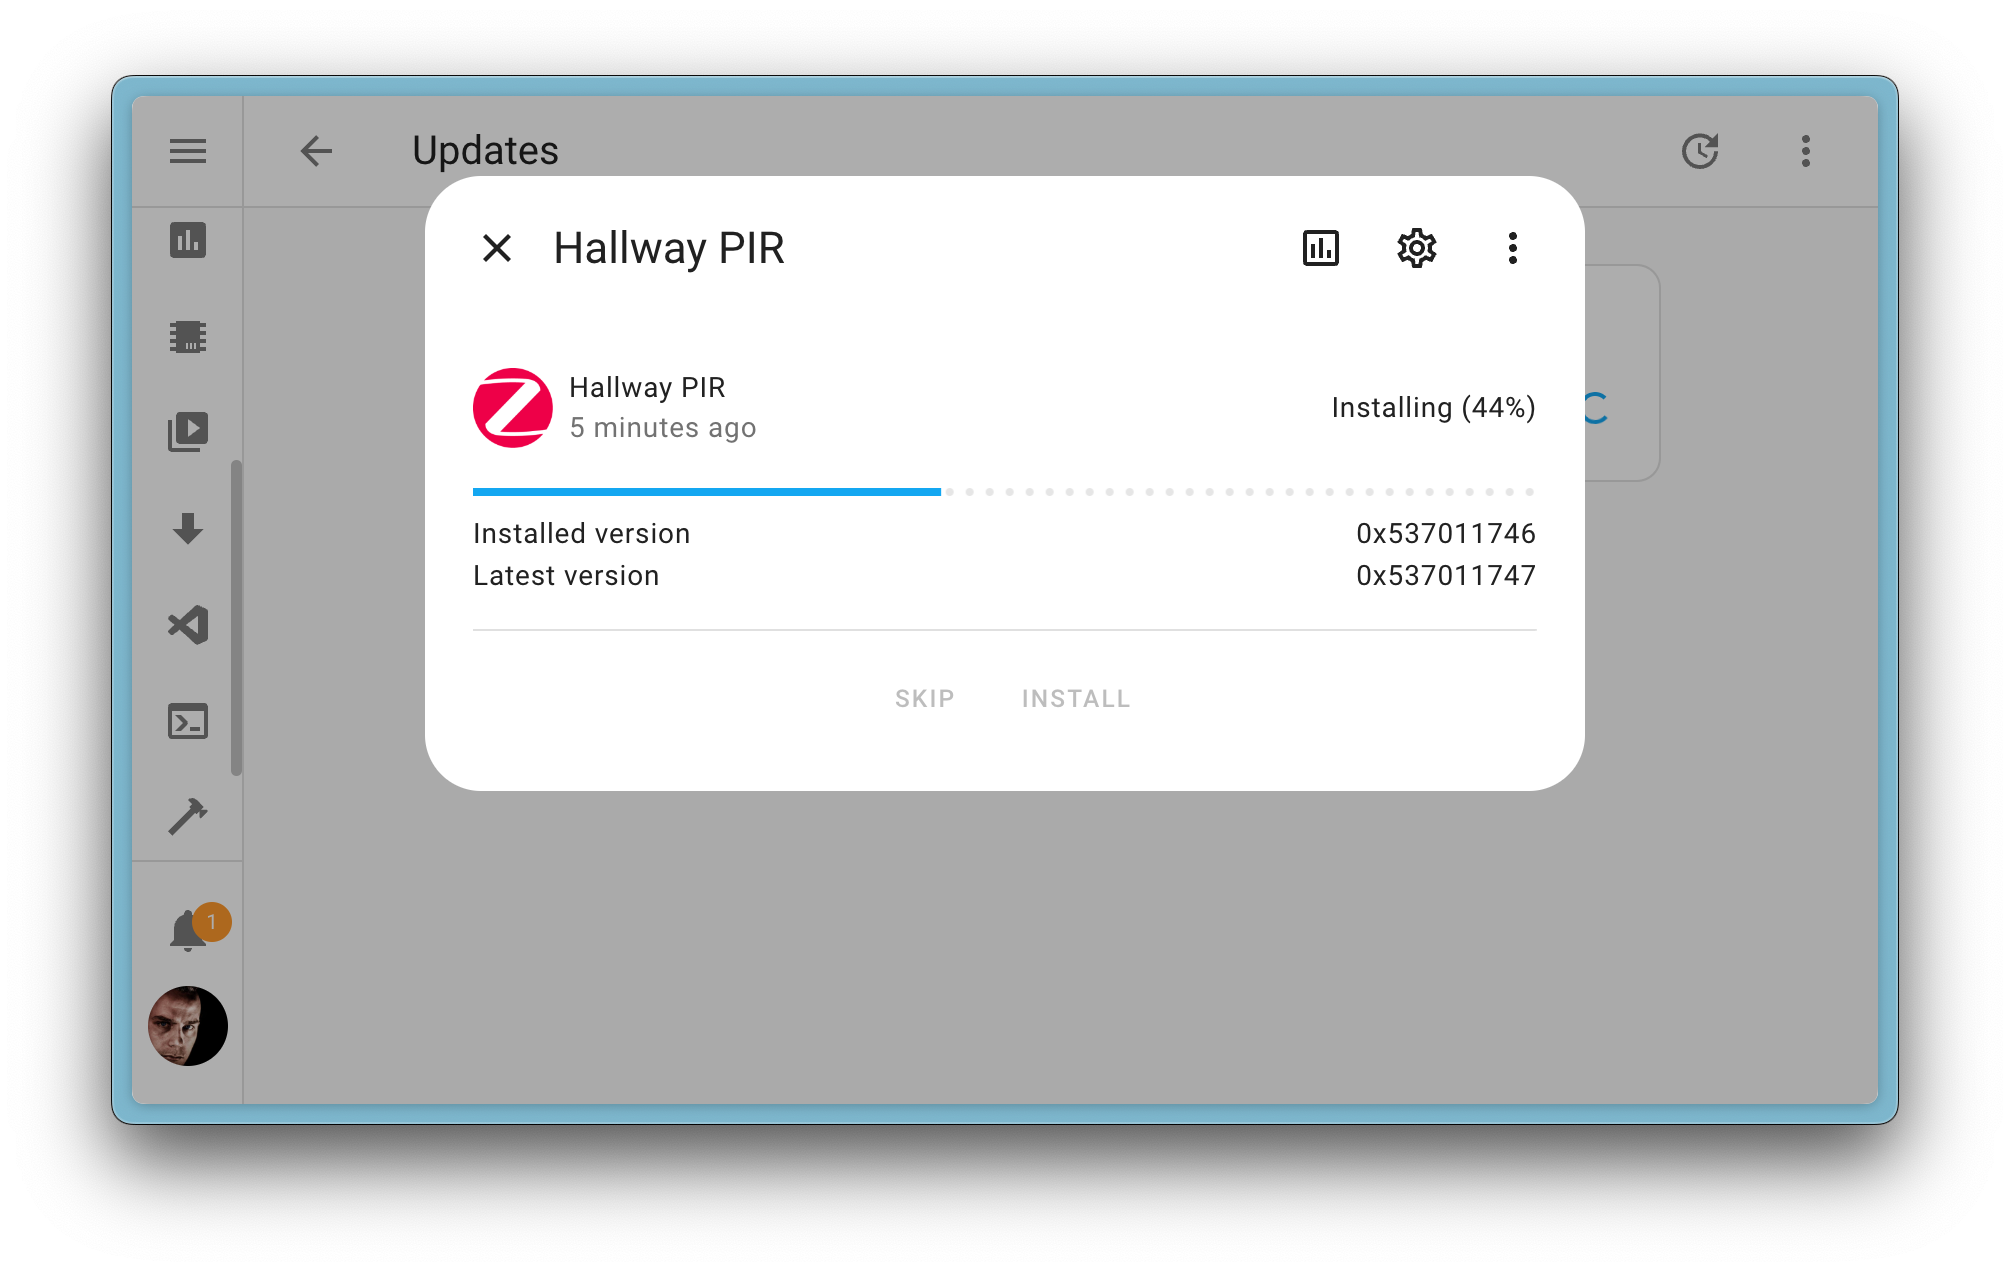 Updates
Hallway PIR
Hallway PIR
5 minutes ago
Installing (44%)
Installed version 0x537011746
Latest version 0x537011747
SKIP INSTALL
1